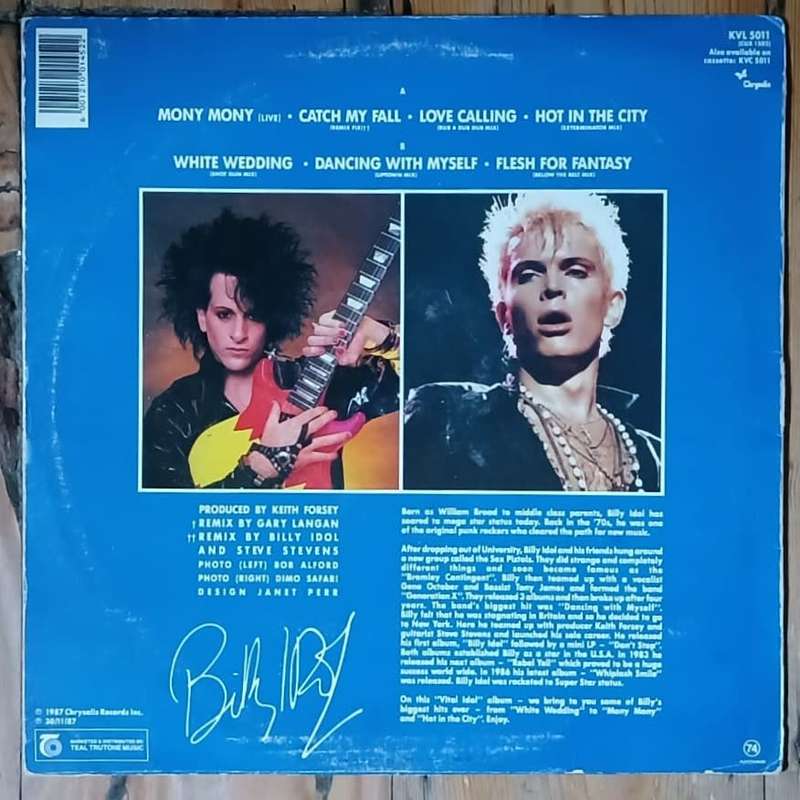 KVL 5011
(CUX 1502)
Also available on
cassette: KVC 5011
Chrysalis
6 001210 014522
A
MONY MONY (LIVE) • CATCH MY FALL • LOVE CALLING • HOT IN THE CITY
(REMIX FIX)†† (RUB A DUB DUB MIX) (EXTERMINATOR MIX)
B
WHITE WEDDING • DANCING WITH MYSELF • FLESH FOR FANTASY
(SHOT GUN MIX) (UPTOWN MIX) (BELOW THE BELT MIX)
PRODUCED BY KEITH FORSEY
† REMIX BY GARY LANGAN
†† REMIX BY BILLY IDOL
AND STEVE STEVENS
PHOTO (LEFT) BOB ALFORD
PHOTO (RIGHT) DIMO SAFARI
DESIGN JANET PERR
Born as William Broad to middle class parents, Billy Idol has
soared to mega star status today. Back in the '70s, he was one
of the original punk rockers who cleared the path for new music.
After dropping out of University, Billy Idol and his friends hung around
a new group called the Sex Pistols. They did strange and completely
different things and soon became famous as the
"Bromley Contingent". Billy then teamed up with a vocalist
Gene October and Bassist Tony James and formed the band
"Generation X". They released 3 albums and then broke up after four
years. The band's biggest hit was "Dancing with Myself".
Billy felt that he was stagnating in Britain and so he decided to go
to New York. Here he teamed up with producer Keith Forsey and
guitarist Steve Stevens and launched his solo career. He released
his first album, "Billy Idol" followed by a mini LP – "Don't Stop".
Both albums established Billy as a star in the U.S.A. In 1983 he
released his next album – "Rebel Yell" which proved to be a huge
success world wide. In 1986 his latest album – "Whiplash Smile"
was released. Billy Idol was rocketed to Super Star status.
On this "Vital Idol" album – we bring to you some of Billy's
biggest hits ever – from "White Wedding" to "Mony Mony"
and "Hot in the City". Enjoy.
Billy Idol
℗ 1987 Chrysalis Records Inc.
℗ 30/11/87
MARKETED & DISTRIBUTED BY
TEAL TRUTONE MUSIC
74